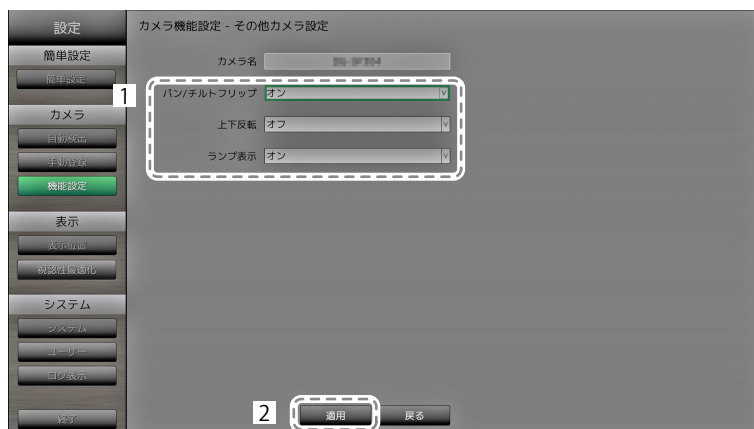 設定
カメラ機能設定 - その他カメラ設定
簡単設定
簡単設定
カメラ名
1
パン/チルトフリップ オン
上下反転 オフ
ランプ表示 オン
カメラ
自動検出
手動登録
機能設定
表示
表示位置
視認性最適化
システム
システム
ユーザー
ログ表示
終了
2
適用
戻る